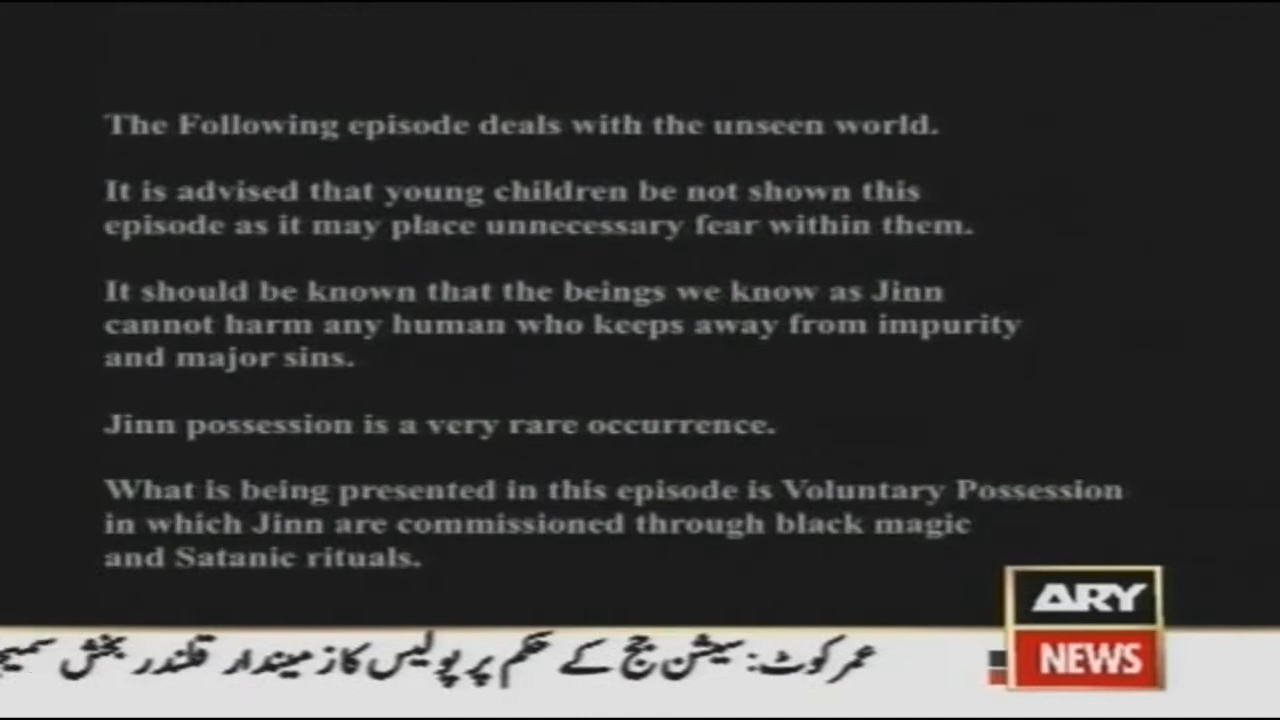 The Following episode deals with the unseen world.
It is advised that young children be not shown this
episode as it may place unnecessary fear within them.
It should be known that the beings we know as Jinn
cannot harm any human who keeps away from impurity
and major sins.
Jinn possession is a very rare occurrence.
What is being presented in this episode is Voluntary Possession
in which Jinn are commissioned through black magic
and Satanic rituals.
ARY
NEWS
عمرکوٹ: سیشن جج کے حکم پر پولیس کا زمیندار قلندر بخش